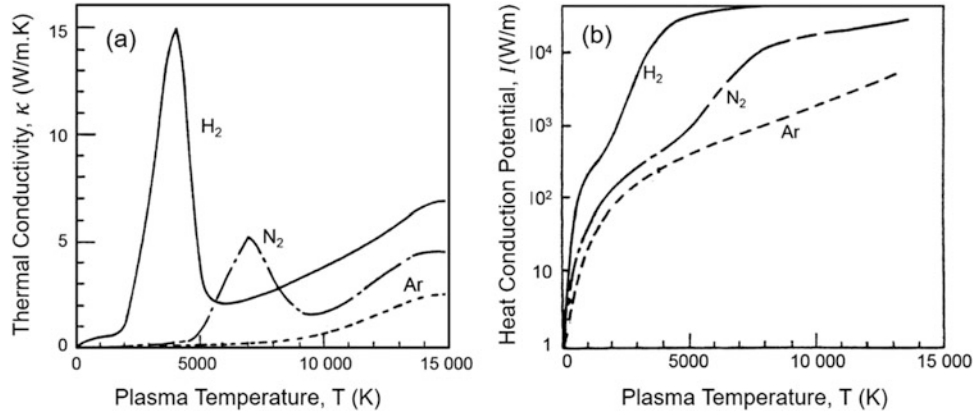 (a)
Thermal Conductivity, κ (W/m.K)
15
10
5
0
H₂
N₂
Ar
0 5000 10 000 15 000
Plasma Temperature, T (K)
(b)
Heat Conduction Potential, I(W/m)
10⁴
10³
10²
10
1
H₂
N₂
Ar
0 5000 10 000 15 000
Plasma Temperature, T (K)